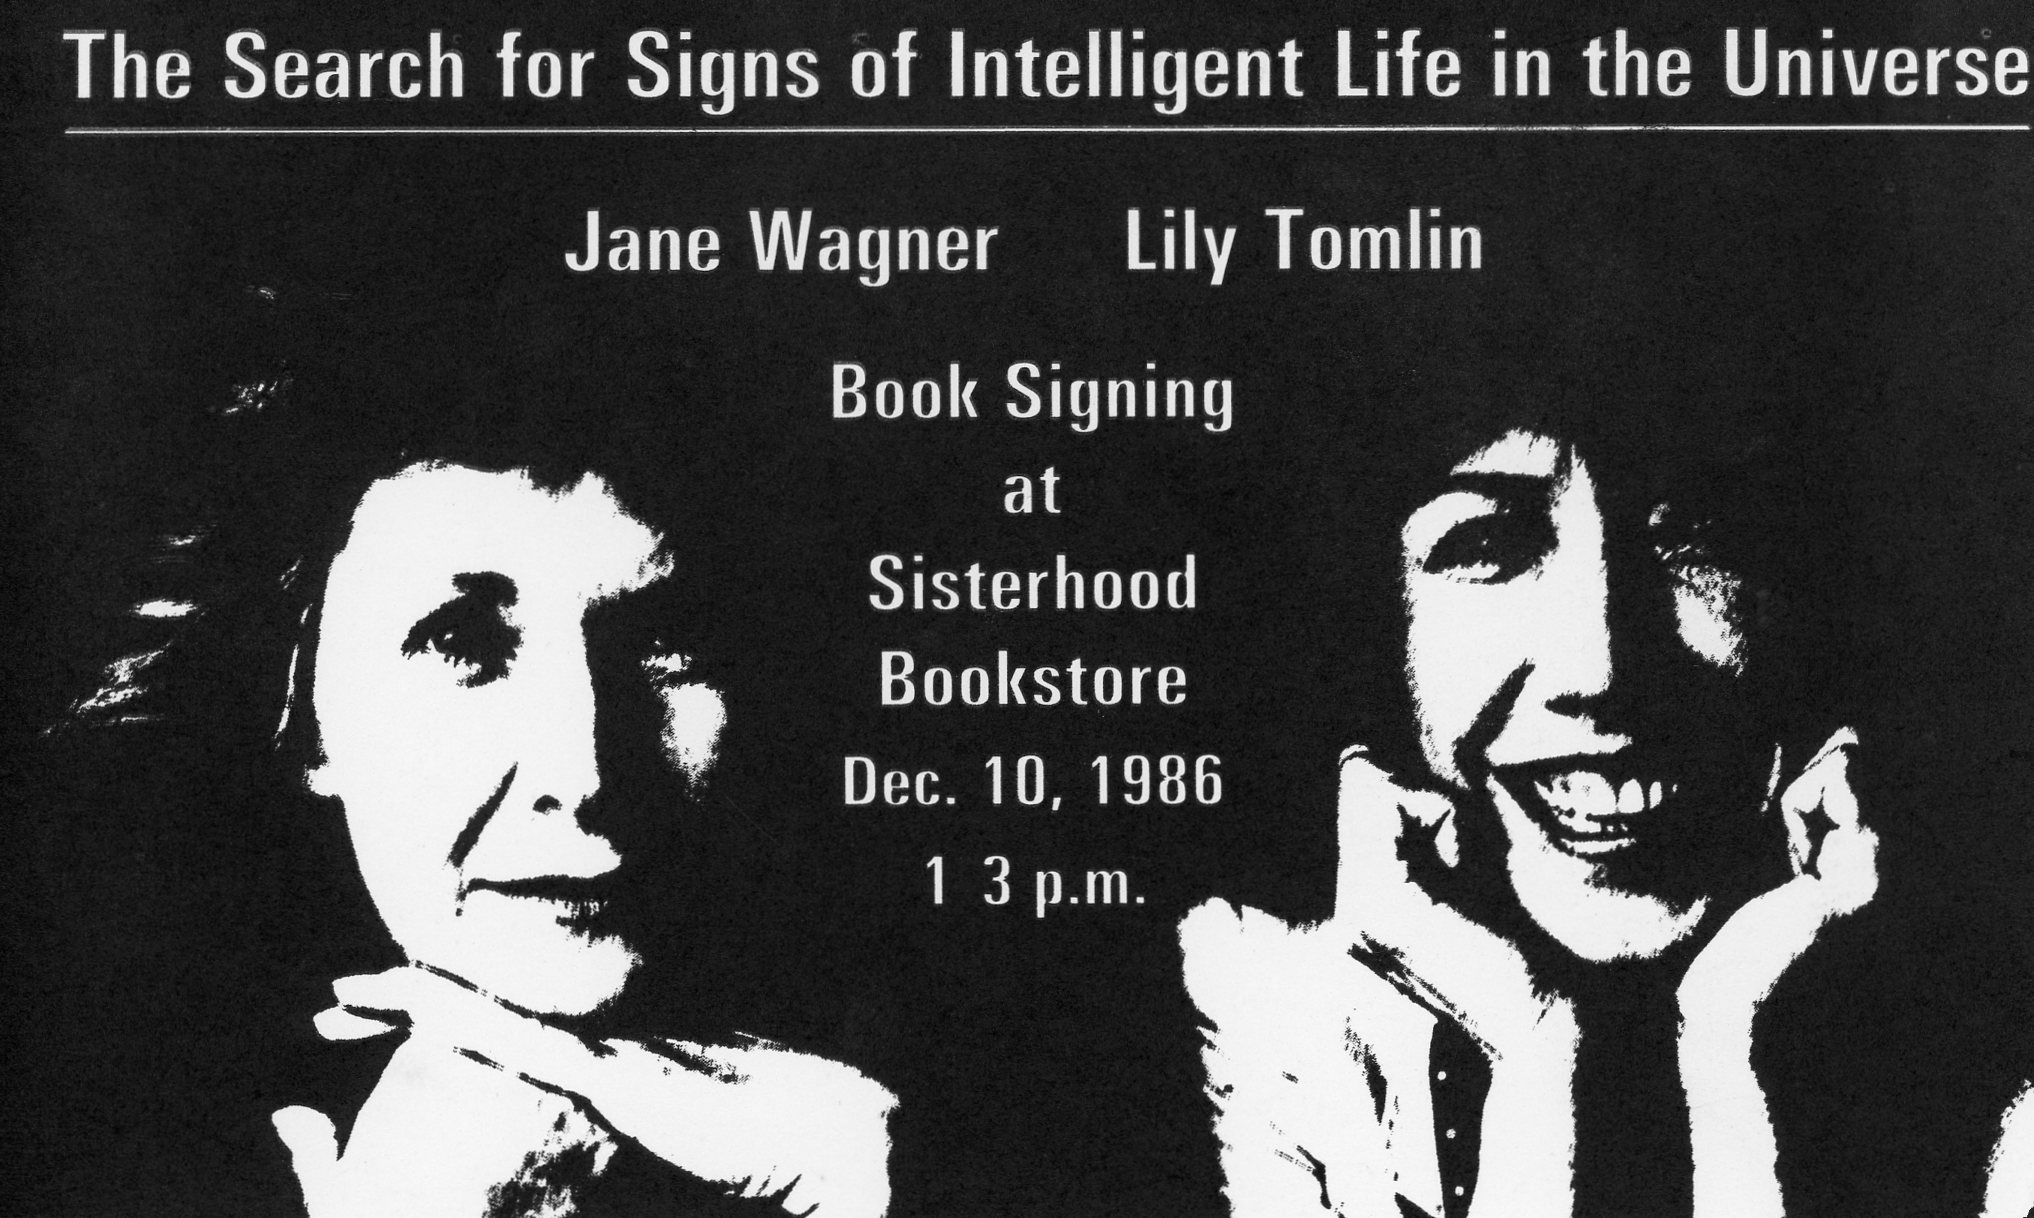 The Search for Signs of Intelligent Life in the Universe
Jane Wagner Lily Tomlin
Book Signing
at
Sisterhood
Bookstore
Dec. 10, 1986
1 3 p.m.